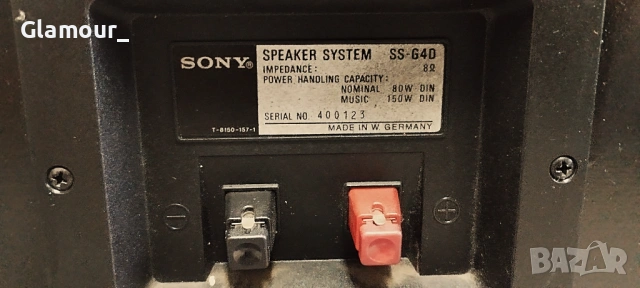 Glamour_
SONY®
SPEAKER SYSTEM SS-G4D
IMPEDANCE: 8Ω
POWER HANDLING CAPACITY:
NOMINAL 80W DIN
MUSIC 150W DIN
SERIAL NO. 400123
T-8150-157-1
MADE IN W. GERMANY
− +
BAZAR
.bg